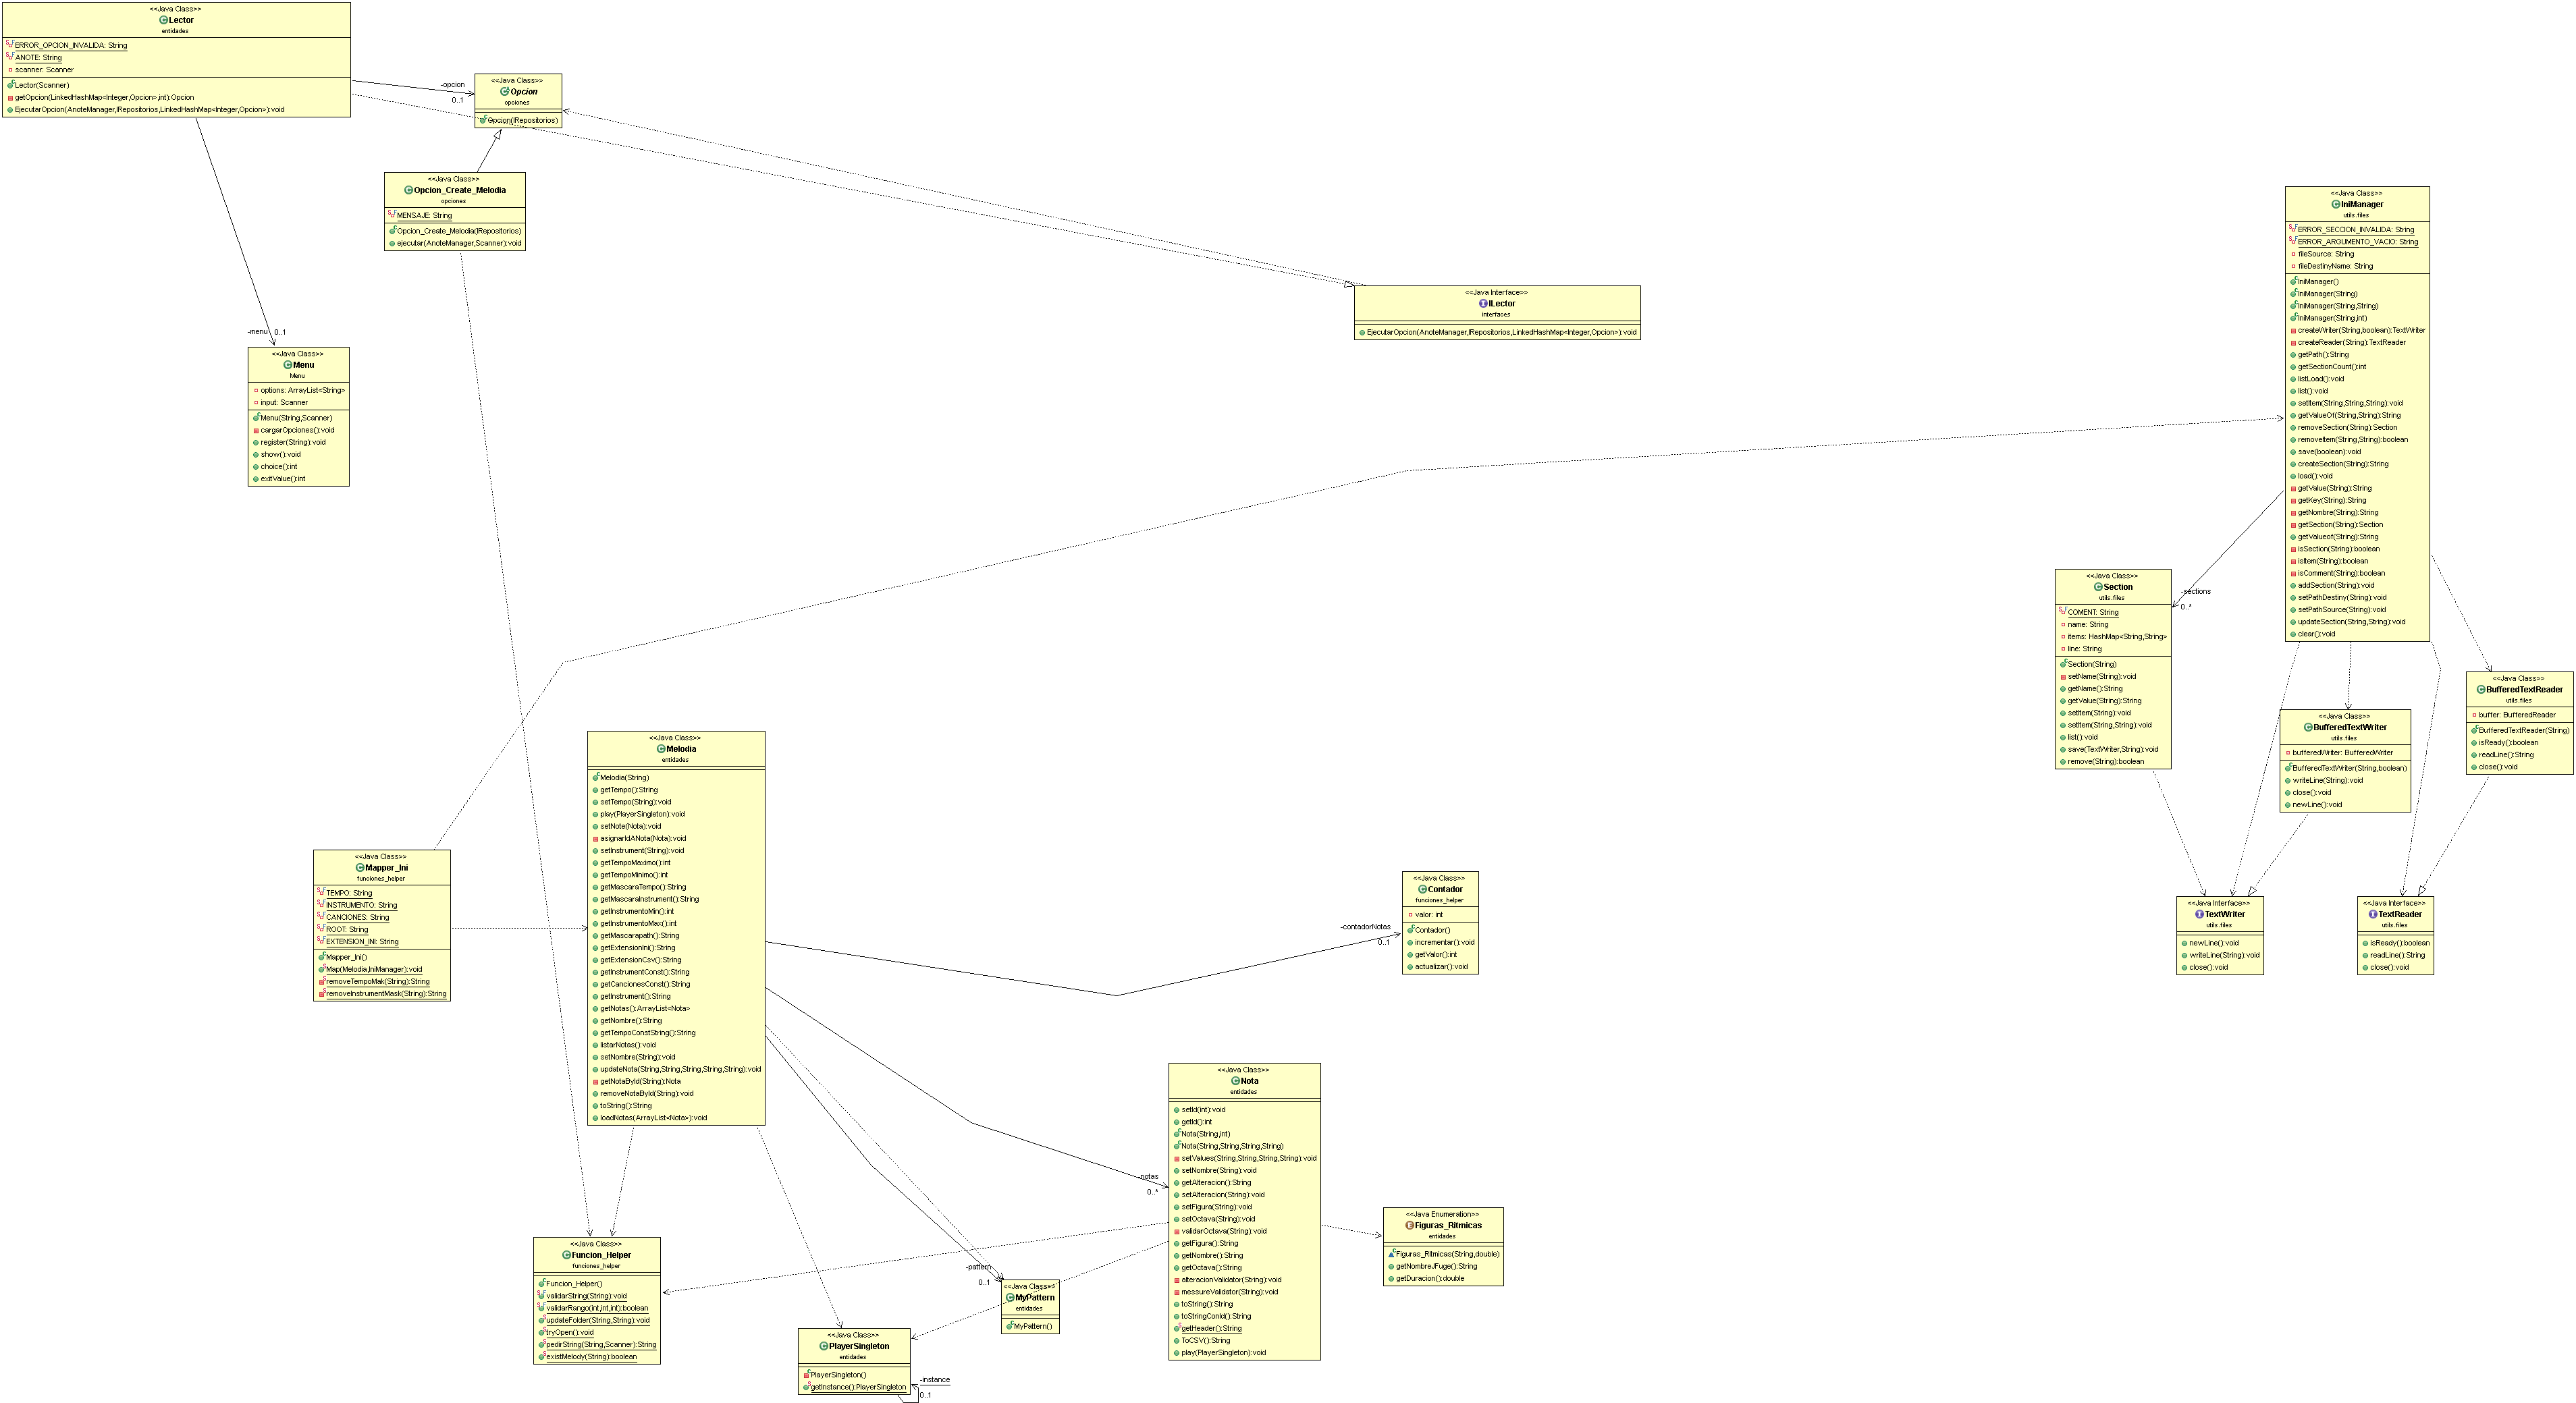 <<Java Class>>
Lector
entidades
ERROR_OPCION_INVALIDA: String
ANOTE: String
scanner: Scanner
Lector(Scanner)
getOpcion(LinkedHashMap<Integer,Opcion>,int):Opcion
EjecutarOpcion(AnoteManager,IRepositorios,LinkedHashMap<Integer,Opcion>):void
-opcion
0..1
<<Java Class>>
Opcion
opciones
Opcion(IRepositorios)
<<Java Class>>
Opcion_Create_Melodia
opciones
MENSAJE: String
Opcion_Create_Melodia(IRepositorios)
ejecutar(AnoteManager,Scanner):void
-menu
0..1
<<Java Class>>
Menu
Menu
options: ArrayList<String>
input: Scanner
Menu(String,Scanner)
cargarOpciones():void
register(String):void
show():void
choice():int
exitValue():int
<<Java Interface>>
ILector
interfaces
EjecutarOpcion(AnoteManager,IRepositorios,LinkedHashMap<Integer,Opcion>):void
<<Java Class>>
IniManager
utils.files
ERROR_SECCION_INVALIDA: String
ERROR_ARGUMENTO_VACIO: String
fileSource: String
fileDestinyName: String
IniManager()
IniManager(String)
IniManager(String,String)
IniManager(String,int)
createWriter(String,boolean):TextWriter
createReader(String):TextReader
getPath():String
getSectionCount():int
listLoad():void
list():void
setItem(String,String,String):void
getValueOf(String,String):String
removeSection(String):Section
removeItem(String,String):boolean
save(boolean):void
createSection(String):String
load():void
getValue(String):String
getKey(String):String
getNombre(String):String
getSection(String):Section
getValueof(String):String
isSection(String):boolean
isItem(String):boolean
isComment(String):boolean
addSection(String):void
setPathDestiny(String):void
setPathSource(String):void
updateSection(String,String):void
clear():void
-sections
0..*
<<Java Class>>
Section
utils.files
COMENT: String
name: String
items: HashMap<String,String>
line: String
Section(String)
setName(String):void
getName():String
getValue(String):String
setItem(String):void
setItem(String,String):void
list():void
save(TextWriter,String):void
remove(String):boolean
<<Java Class>>
BufferedTextReader
utils.files
buffer: BufferedReader
BufferedTextReader(String)
isReady():boolean
readLine():String
close():void
<<Java Class>>
BufferedTextWriter
utils.files
bufferedWriter: BufferedWriter
BufferedTextWriter(String,boolean)
writeLine(String):void
close():void
newLine():void
<<Java Interface>>
TextWriter
utils.files
newLine():void
writeLine(String):void
close():void
<<Java Interface>>
TextReader
utils.files
isReady():boolean
readLine():String
close():void
<<Java Class>>
Melodia
entidades
Melodia(String)
getTempo():String
setTempo(String):void
play(PlayerSingleton):void
setNote(Nota):void
asignarIdANota(Nota):void
setInstrument(String):void
getTempoMaximo():int
getTempoMinimo():int
getMascaraTempo():String
getMascaraInstrument():String
getInstrumentoMin():int
getInstrumentoMax():int
getMascarapath():String
getExtensionIni():String
getExtensionCsv():String
getInstrumentConst():String
getCancionesConst():String
getInstrument():String
getNotas():ArrayList<Nota>
getNombre():String
getTempoConstString():String
listarNotas():void
setNombre(String):void
updateNota(String,String,String,String,String):void
getNotaById(String):Nota
removeNotaById(String):void
toString():String
loadNotas(ArrayList<Nota>):void
<<Java Class>>
Mapper_Ini
funciones_helper
TEMPO: String
INSTRUMENTO: String
CANCIONES: String
ROOT: String
EXTENSION_INI: String
Mapper_Ini()
Map(Melodia,IniManager):void
removeTempoMak(String):String
removeInstrumentMask(String):String
-contadorNotas
0..1
<<Java Class>>
Contador
funciones_helper
valor: int
Contador()
incrementar():void
getValor():int
actualizar():void
-notas
0..*
<<Java Class>>
Nota
entidades
setId(int):void
getId():int
Nota(String,int)
Nota(String,String,String,String)
setValues(String,String,String,String):void
setNombre(String):void
getAlteracion():String
setAlteracion(String):void
setFigura(String):void
setOctava(String):void
validarOctava(String):void
getFigura():String
getNombre():String
getOctava():String
alteracionValidator(String):void
messureValidator(String):void
toString():String
toStringConId():String
getHeader():String
ToCSV():String
play(PlayerSingleton):void
<<Java Enumeration>>
Figuras_Ritmicas
entidades
Figuras_Ritmicas(String,double)
getNombreJFuge():String
getDuracion():double
<<Java Class>>
Funcion_Helper
funciones_helper
Funcion_Helper()
validarString(String):void
validarRango(int,int,int):boolean
updateFolder(String,String):void
tryOpen():void
pedirString(String,Scanner):String
existMelody(String):boolean
-pattern
0..1
<<Java Class>>
MyPattern
entidades
MyPattern()
<<Java Class>>
PlayerSingleton
entidades
PlayerSingleton()
getInstance():PlayerSingleton
-instance
0..1